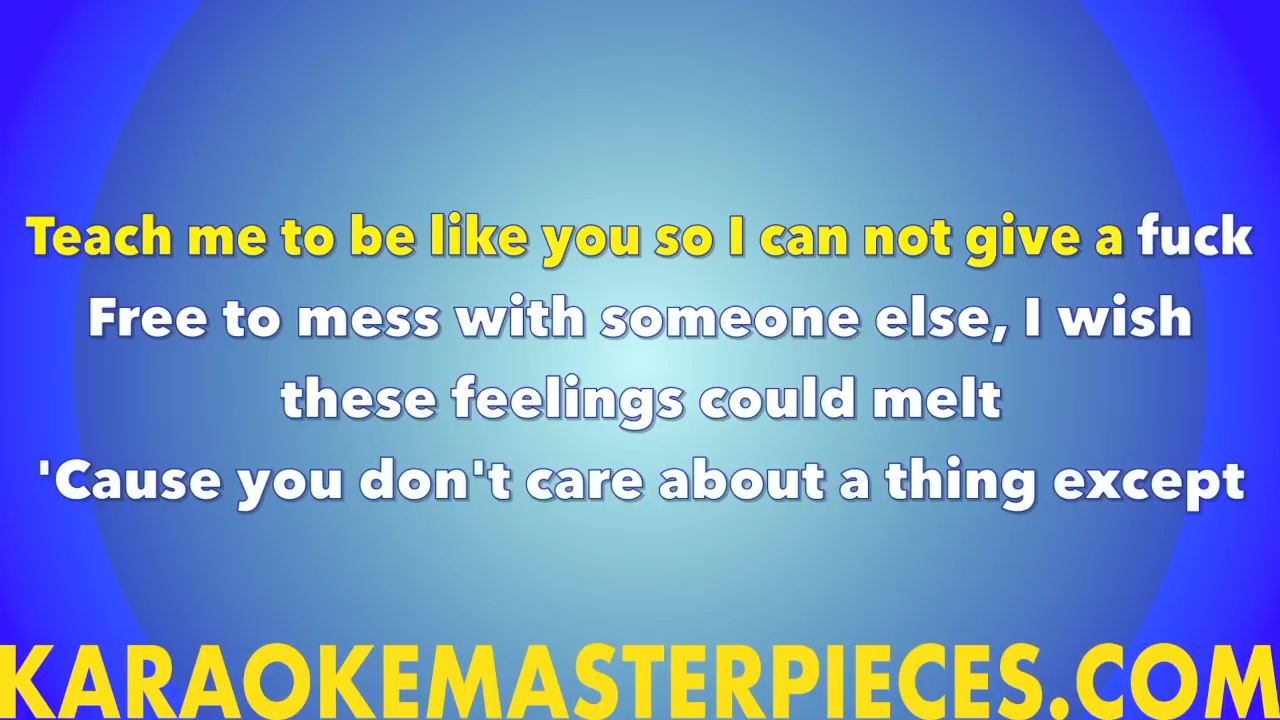 Teach me to be like you so I can not give a fuck
Free to mess with someone else, I wish
these feelings could melt
'Cause you don't care about a thing except
KARAOKEMASTERPIECES.COM